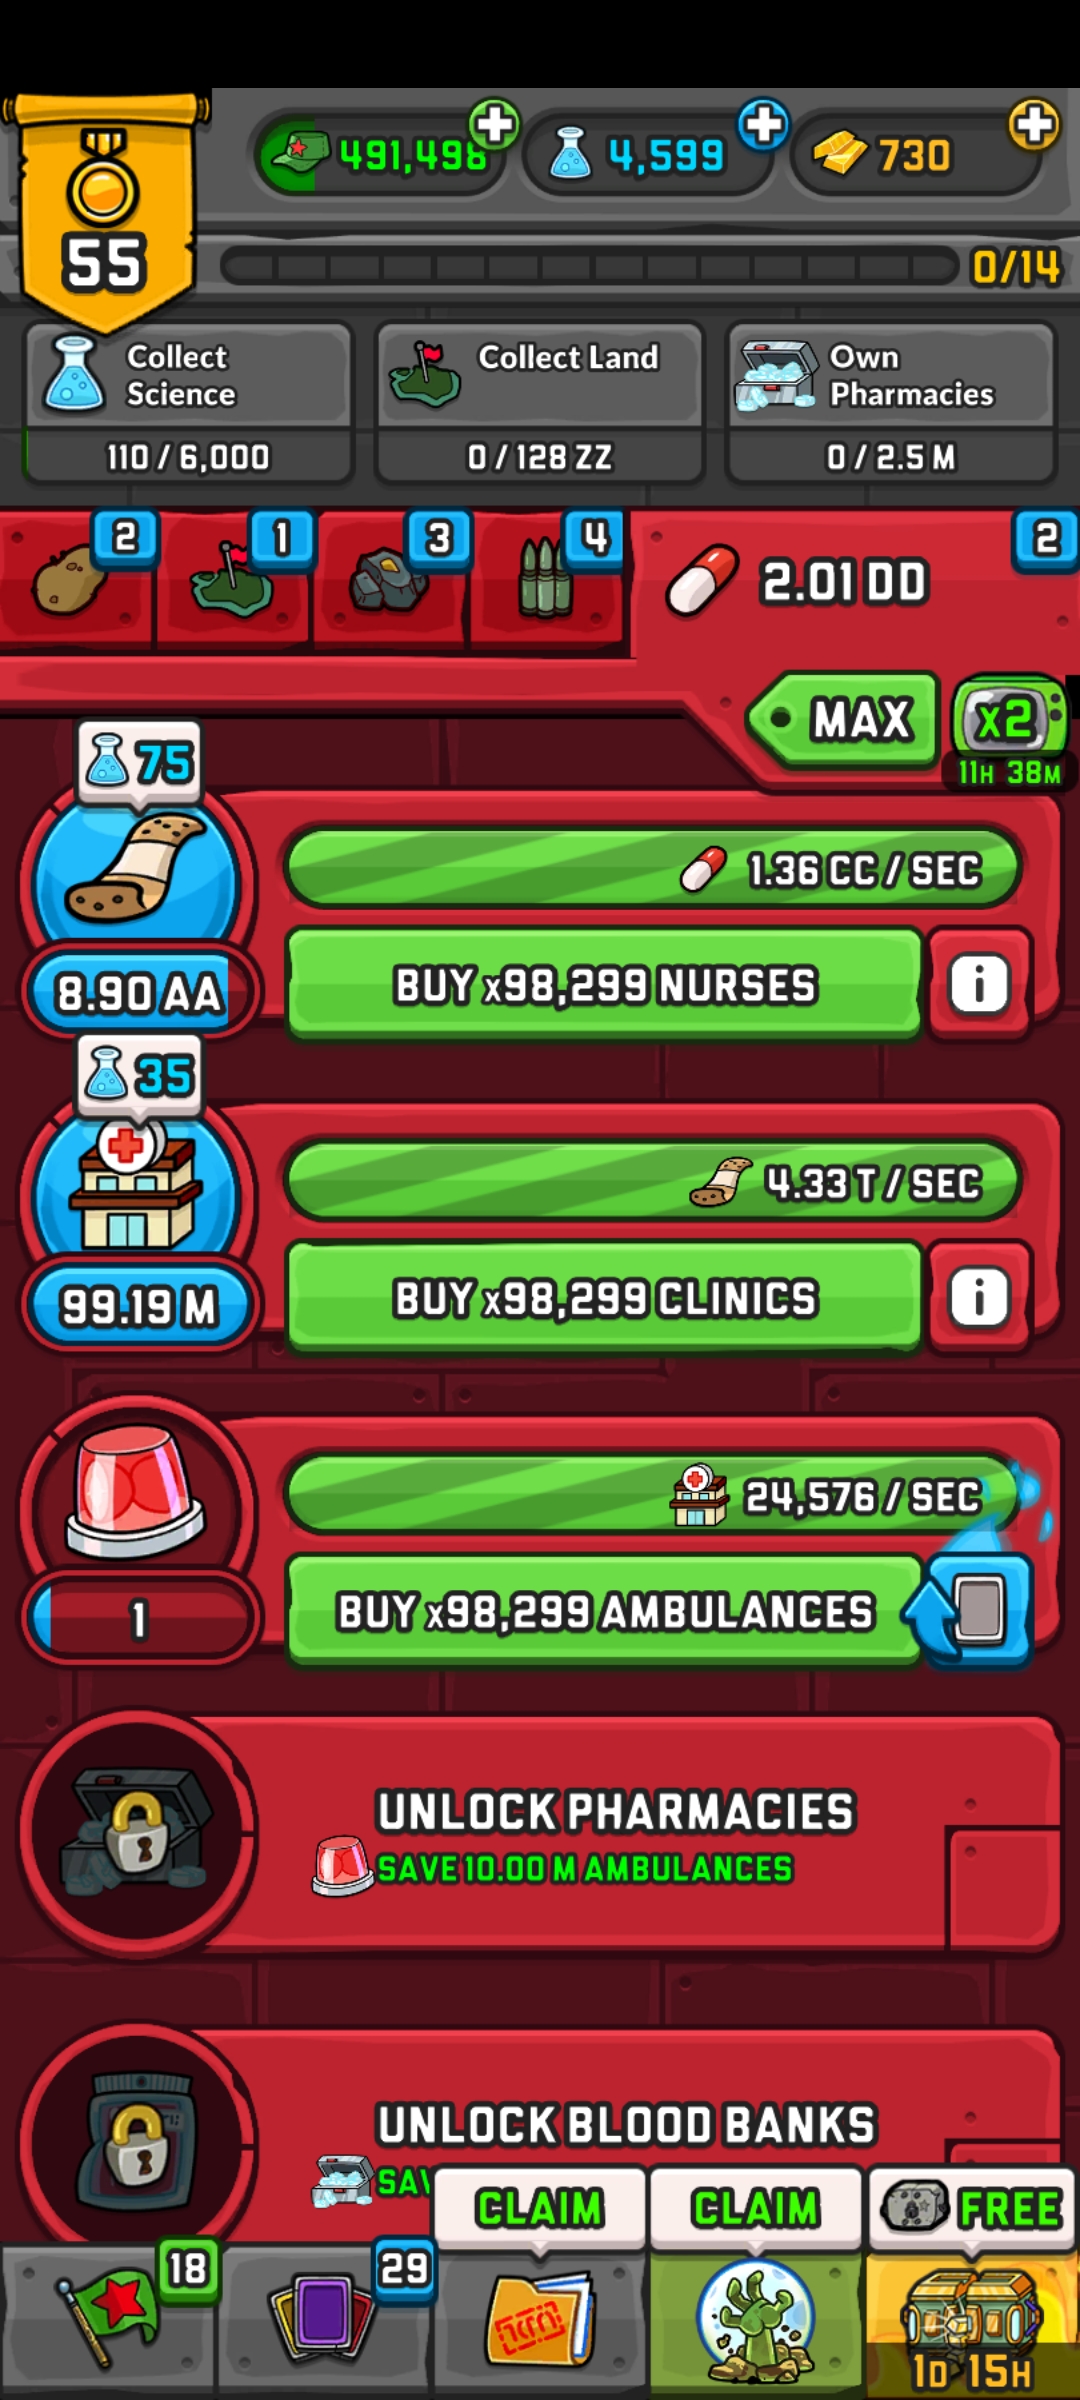 491,498
4,599
730
55
0/14
Collect
Science
110 / 6,000
Collect Land
0 / 128 ZZ
Own
Pharmacies
0 / 2.5 M
2
1
3
4
2.01 DD
2
MAX
x2
11H 38M
75
1.36 CC / SEC
8.90 AA
BUY x98,299 NURSES
i
35
4.33 T / SEC
99.19 M
BUY x98,299 CLINICS
i
24,576 / SEC
1
BUY x98,299 AMBULANCES
UNLOCK PHARMACIES
SAVE 10.00 M AMBULANCES
UNLOCK BLOOD BANKS
CLAIM
CLAIM
FREE
18
29
1D 15H